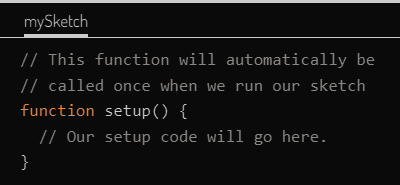 mySketch
// This function will automatically be
// called once when we run our sketch
function setup() {
// Our setup code will go here.
}